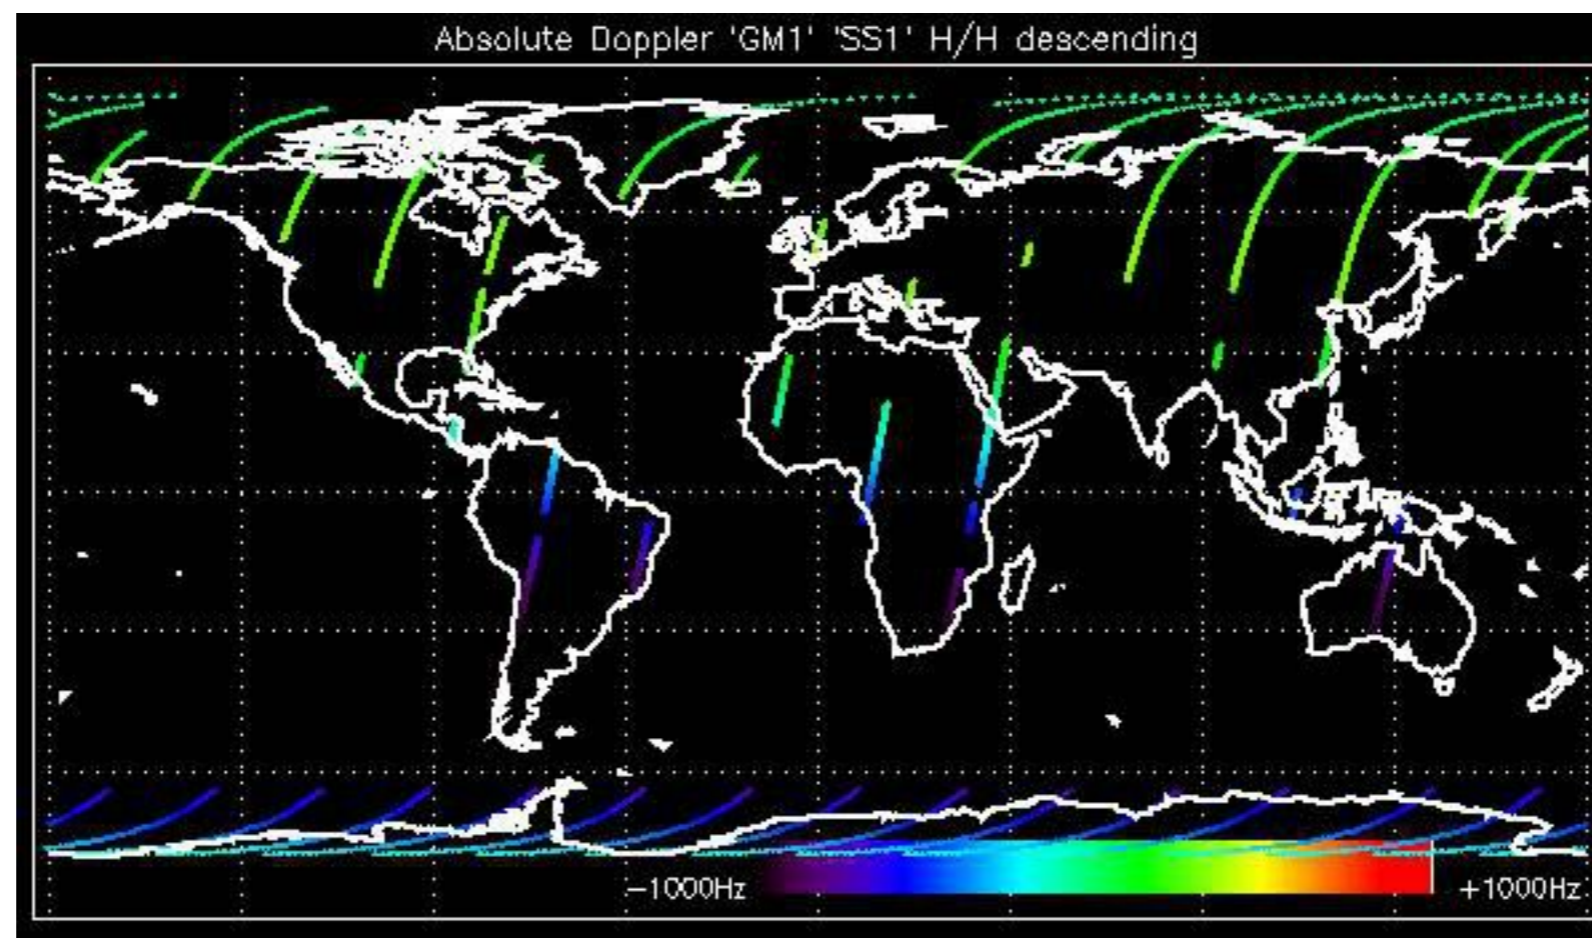 Absolute Doppler 'GM1' 'SS1' H/H descending
-1000Hz
+1000Hz